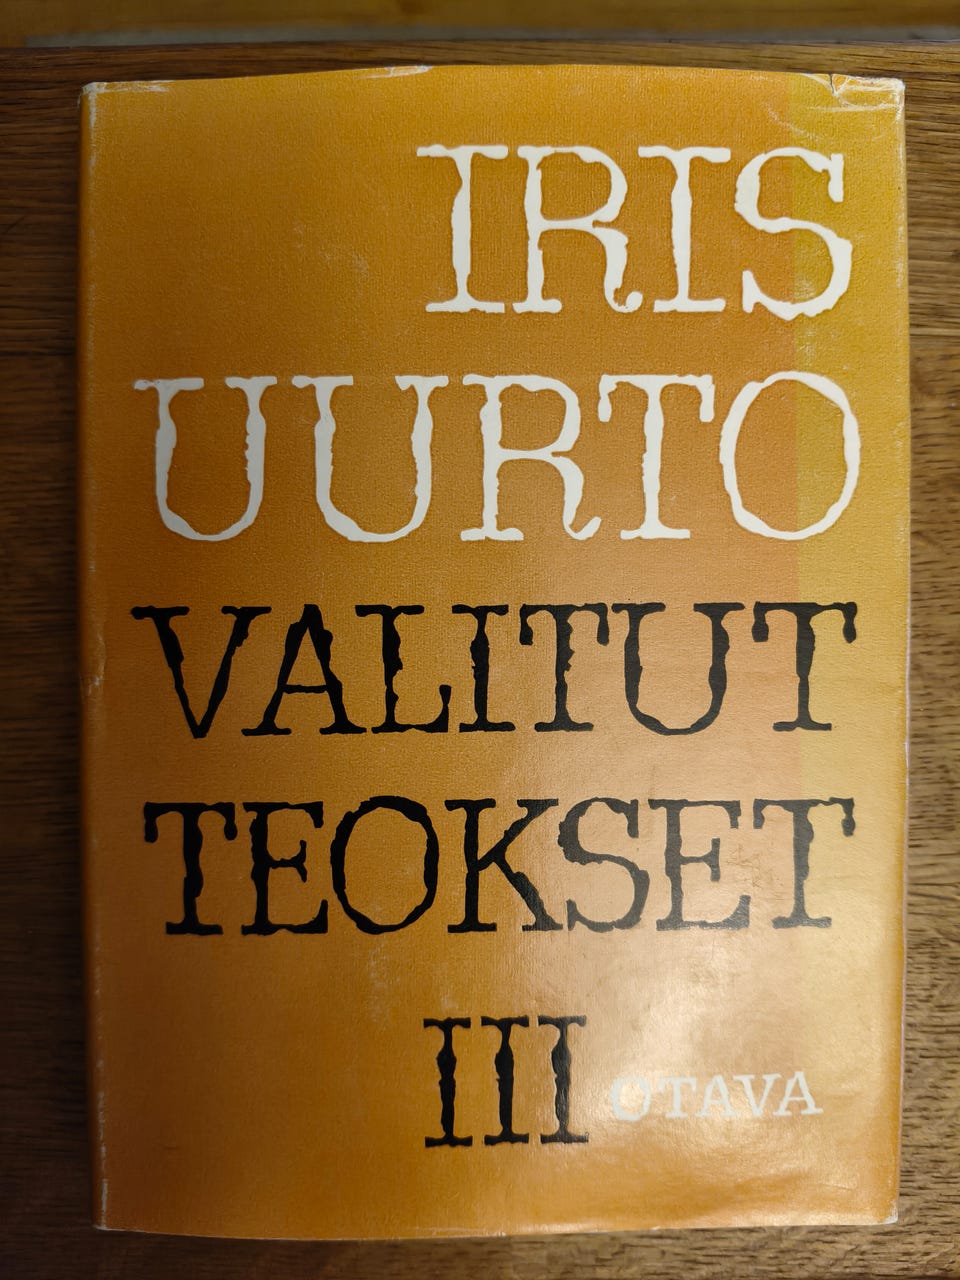 IRIS
UURTO
VALITUT
TEOKSET
III OTAVA